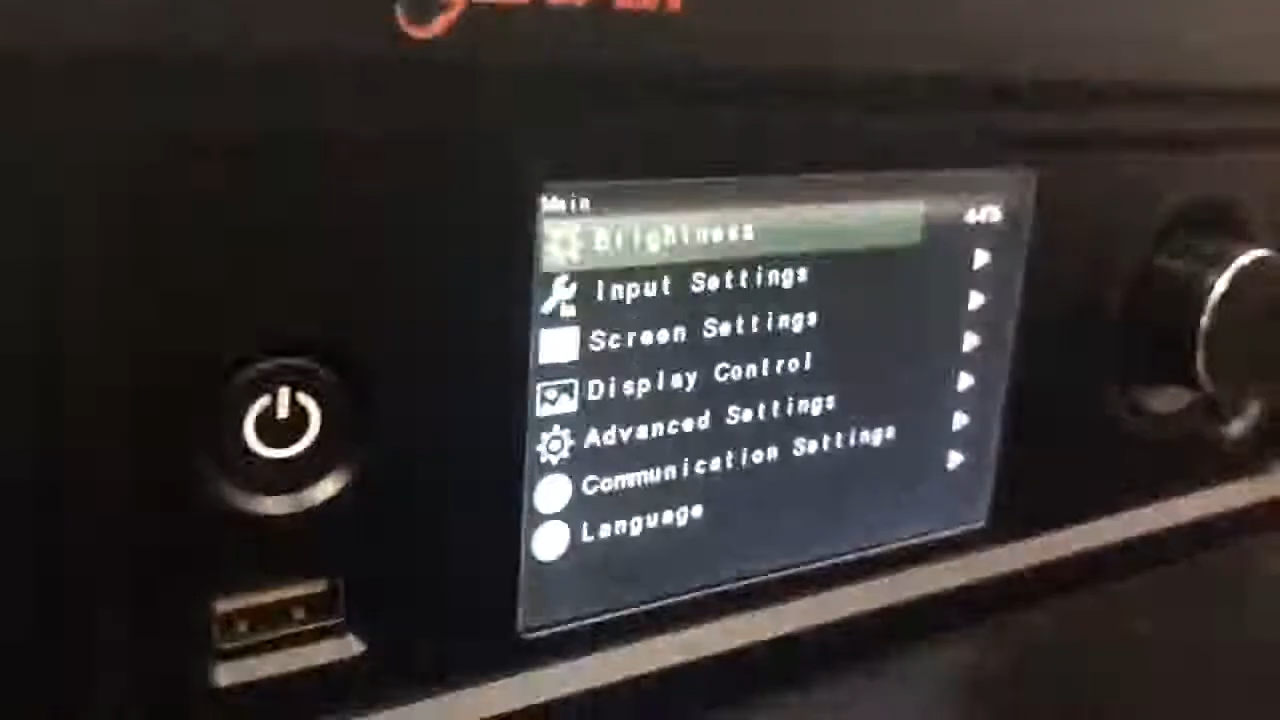 Main
Brightness
Input Settings
Screen Settings
Display Control
Advanced Settings
Communication Settings
Language